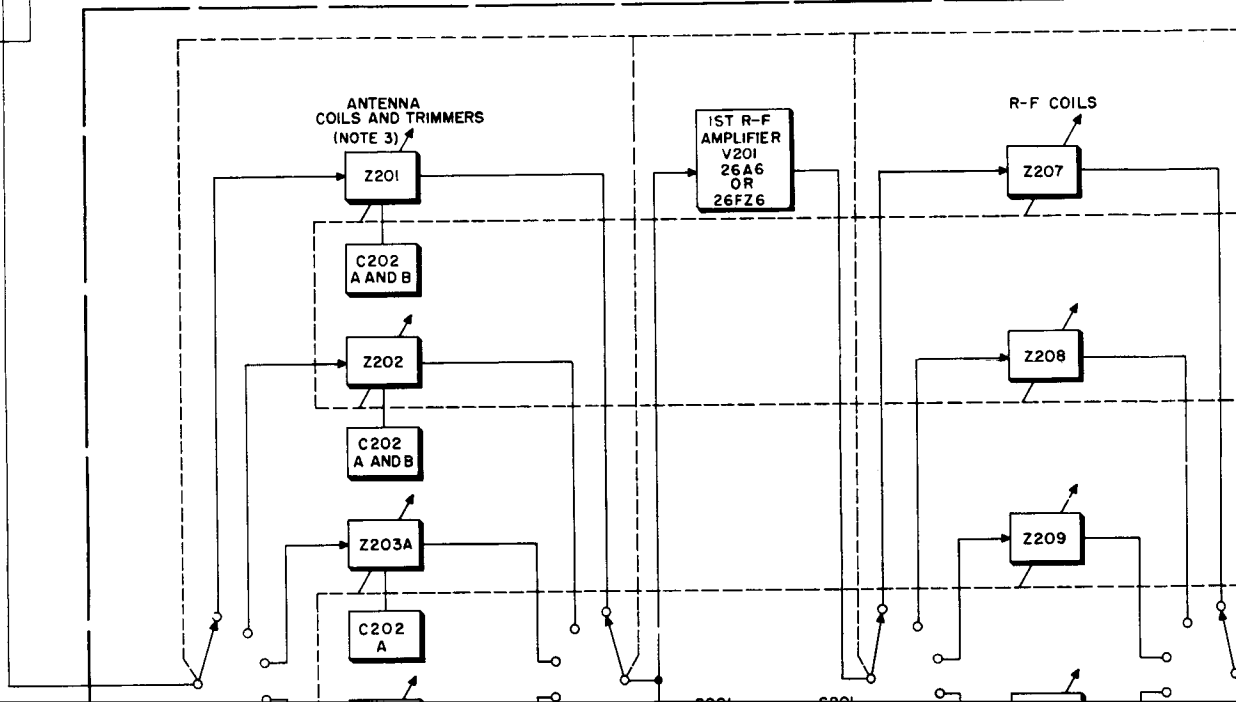 ANTENNA
COILS AND TRIMMERS
(NOTE 3)
Z201
C202
A AND B
Z202
C202
A AND B
Z203A
C202
A
1ST R-F
AMPLIFIER
V201
26A6
OR
26FZ6
R-F COILS
Z207
Z208
Z209